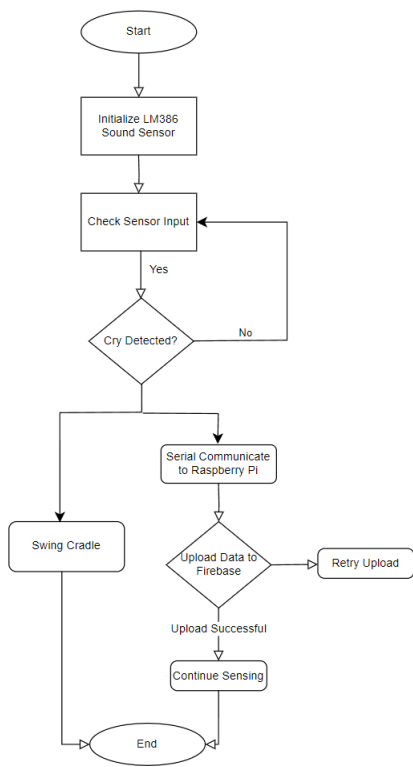 Start
Initialize LM386
Sound Sensor
Check Sensor Input
Yes
Cry Detected?
No
Serial Communicate
to Raspberry Pi
Swing Cradle
Upload Data to
Firebase
Retry Upload
Upload Successful
Continue Sensing
End